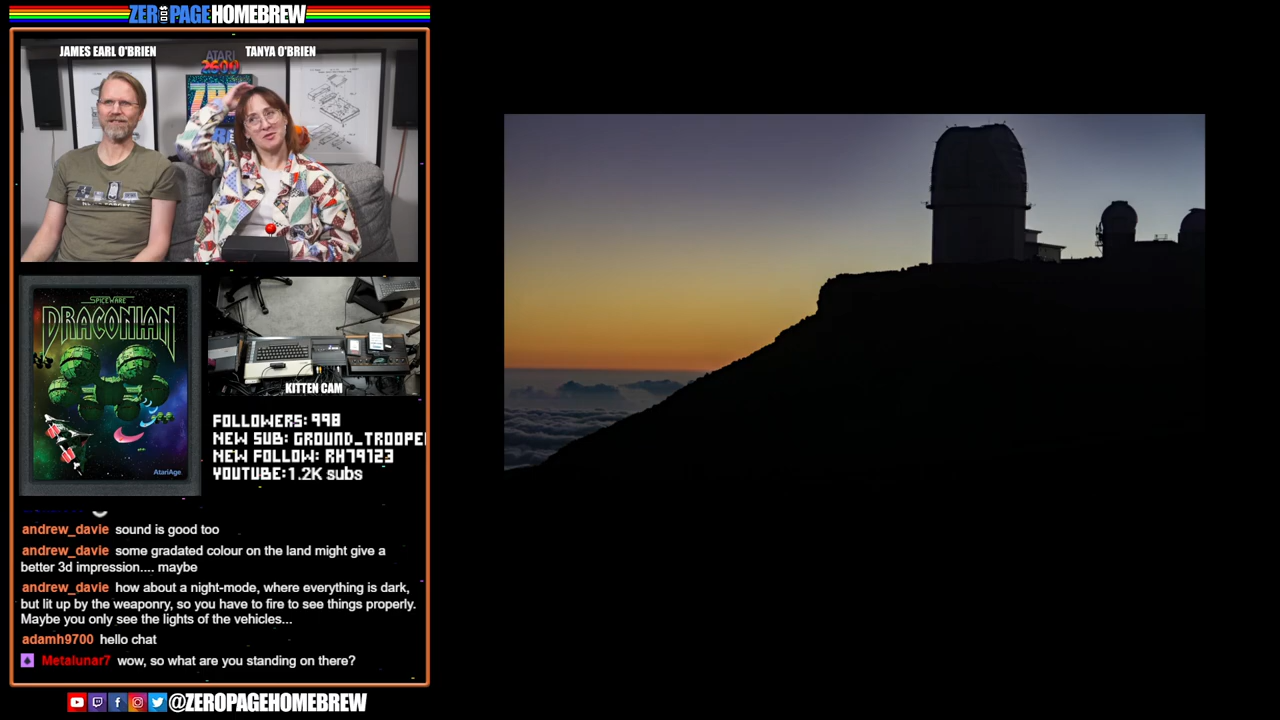 ZEROPAGE HOMEBREW
JAMES EARL O'BRIEN
TANYA O'BRIEN
ATARI
2600
SPICEWARE
DRACONIAN
AtariAge
KITTEN CAM
FOLLOWERS: 998
NEW SUB: GROUND_TROOPE
NEW FOLLOW: RH79123
YOUTUBE: 1.2K subs
andrew_davie sound is good too
andrew_davie some gradated colour on the land might give a
better 3d impression.... maybe
andrew_davie how about a night-mode, where everything is dark,
but lit up by the weaponry, so you have to fire to see things properly.
Maybe you only see the lights of the vehicles...
adamh9700 hello chat
Metalunar7 wow, so what are you standing on there?
@ZEROPAGEHOMEBREW